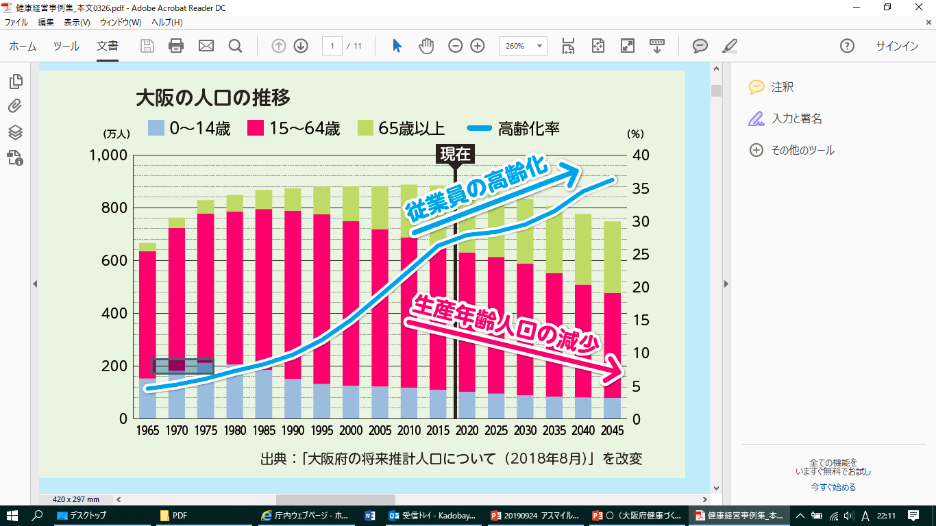 健康経営事例集_本文0326.pdf - Adobe Acrobat Reader DC
ファイル 編集 表示(V) ウィンドウ(W) ヘルプ(H)
ホーム ツール 文書 1 / 11 260% サインイン
大阪の人口の推移
(万人) 0〜14歳 15〜64歳 65歳以上 高齢化率 (%)
現在
1,000 40
35
800
30
600
25
20
400
15
200 10
5
0 0
従業員の高齢化
生産年齢人口の減少
1965 1970 1975 1980 1985 1990 1995 2000 2005 2010 2015 2020 2025 2030 2035 2040 2045
出典：「大阪府の将来推計人口について（2018年8月）」を改変
注釈
入力と署名
その他のツール
全ての機能を
いますぐ無料でお試し
今すぐ始める
420 x 297 mm
デスクトップ PDF 庁内ウェブページ - ホ... 受信トレイ - Kadobay... 20190924 アスマイル... 〇（大阪府健康づく... 健康経営事例集_本... A 22:11